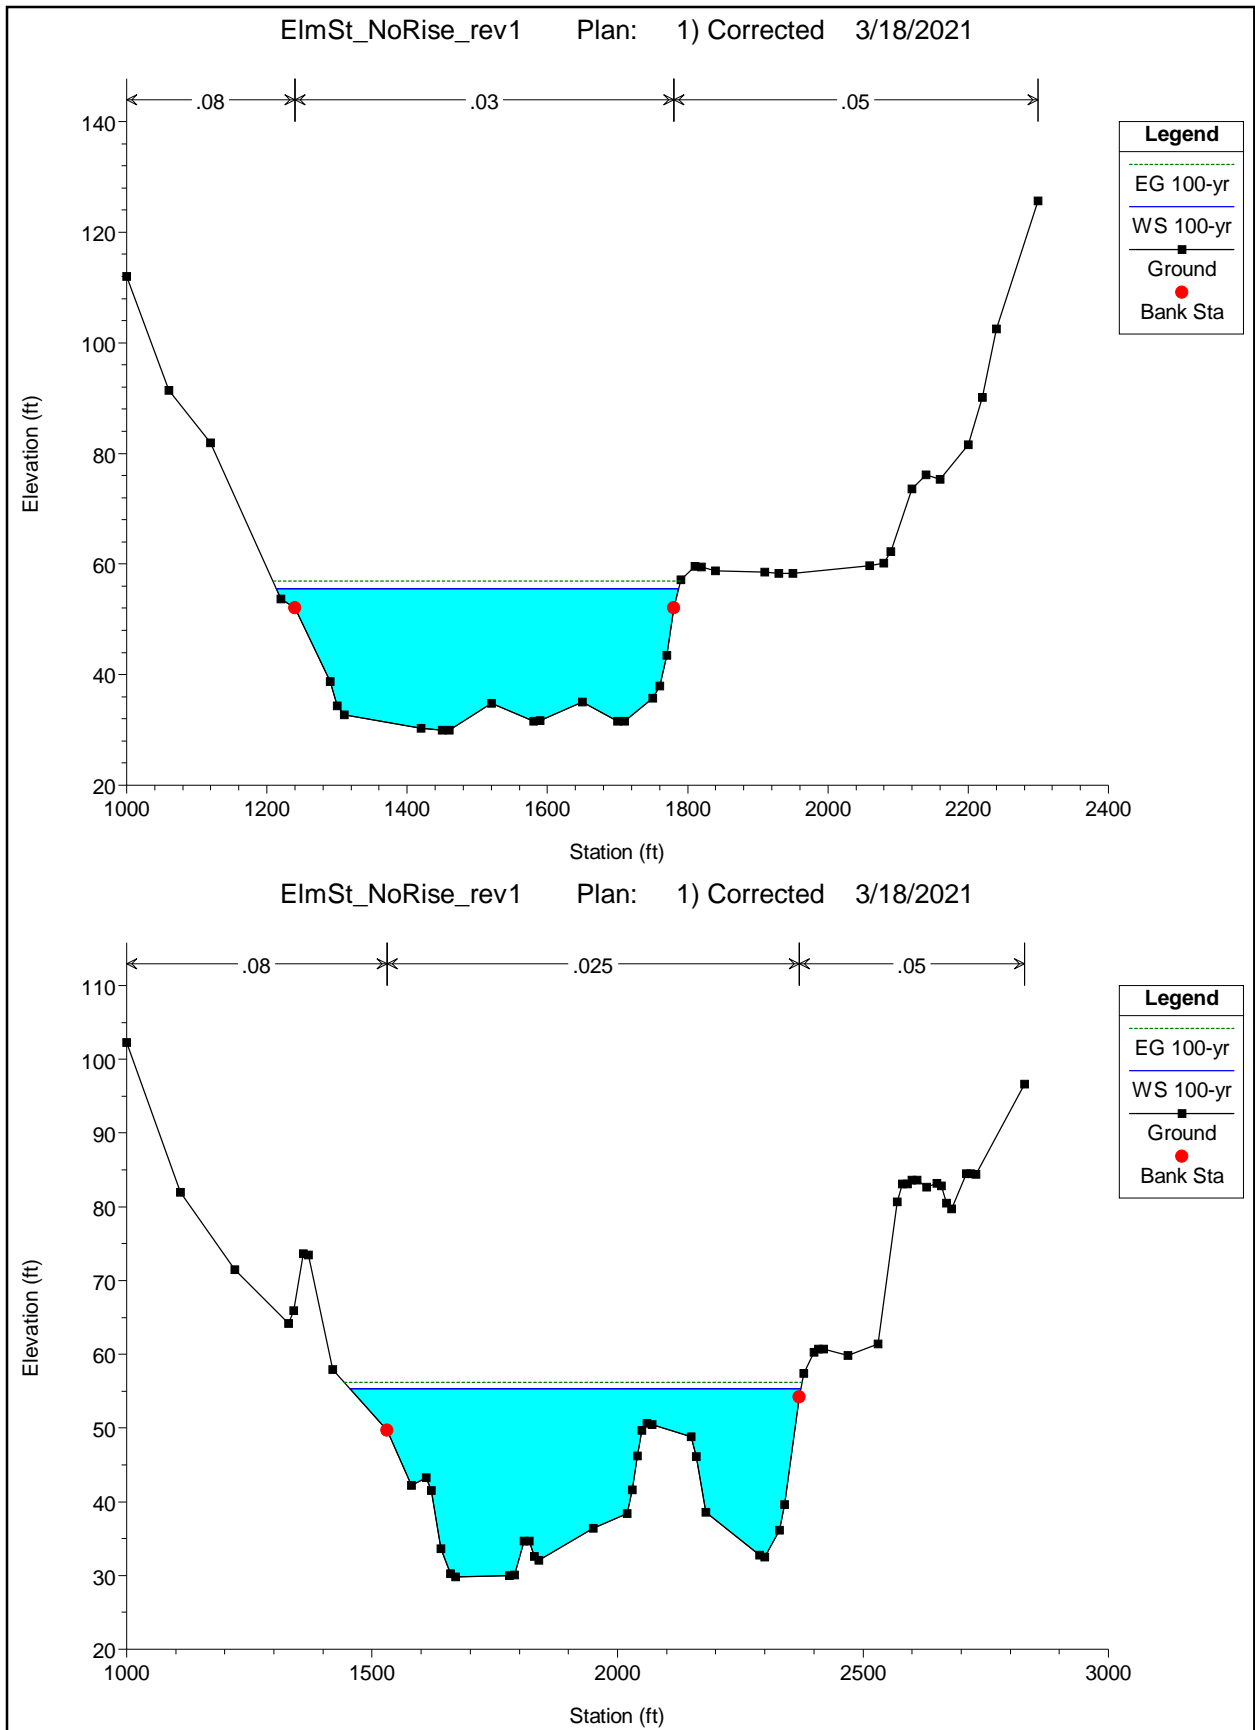 ElmSt_NoRise_rev1 Plan: 1) Corrected 3/18/2021
.08 .03 .05
Legend
EG 100-yr
WS 100-yr
Ground
Bank Sta
140
120
100
80
60
40
20
Elevation (ft)
1000 1200 1400 1600 1800 2000 2200 2400
Station (ft)
ElmSt_NoRise_rev1 Plan: 1) Corrected 3/18/2021
.08 .025 .05
Legend
EG 100-yr
WS 100-yr
Ground
Bank Sta
110
100
90
80
70
60
50
40
30
20
Elevation (ft)
1000 1500 2000 2500 3000
Station (ft)